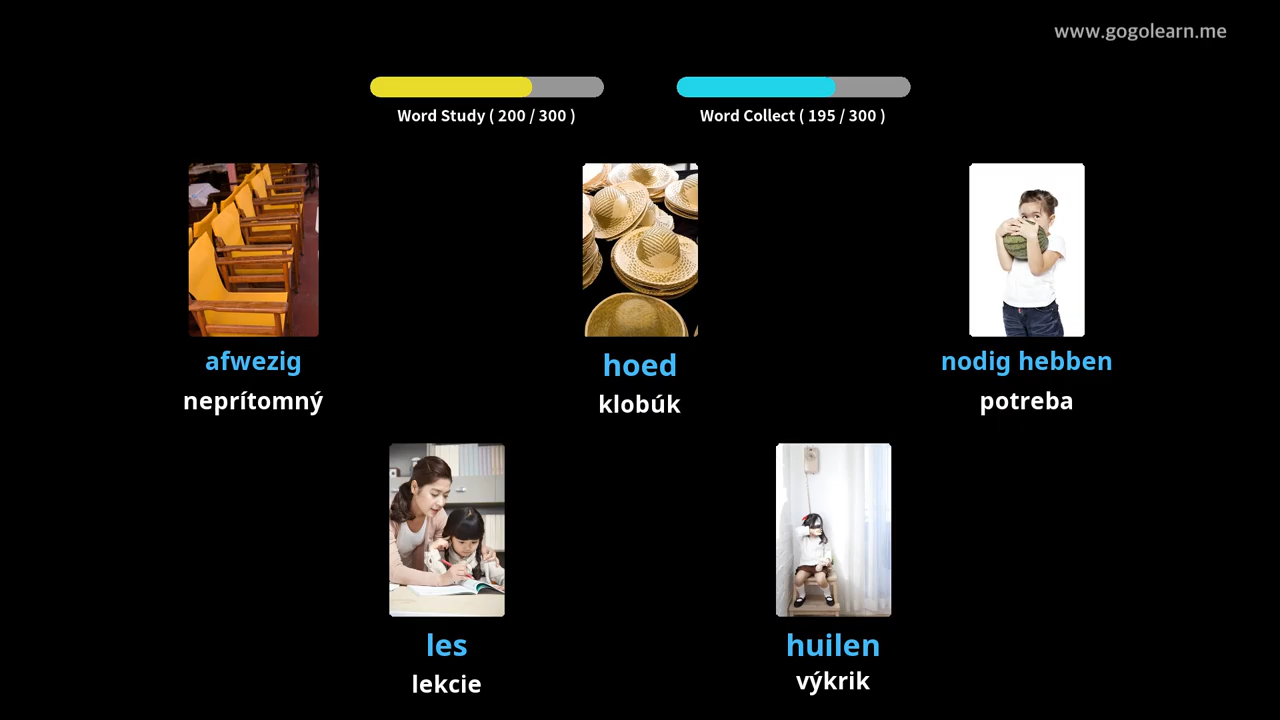 www.gogolearn.me
Word Study ( 200 / 300 )
Word Collect ( 195 / 300 )
afwezig
neprítomný
hoed
klobúk
nodig hebben
potreba
les
lekcie
huilen
výkrik